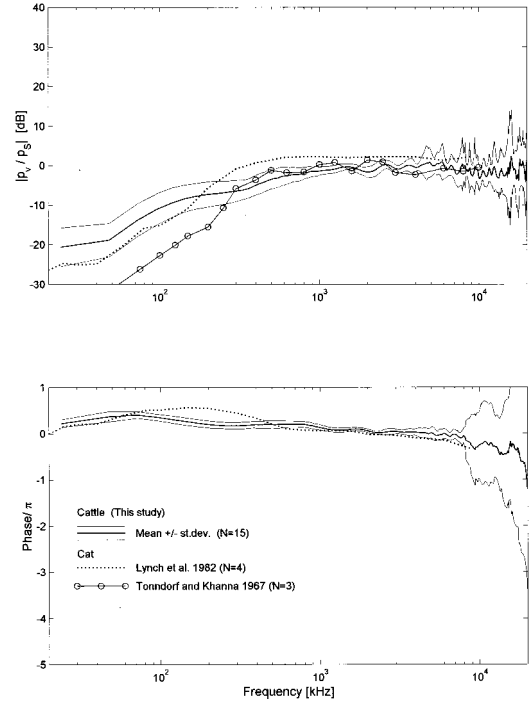 40
30
20
10
0
-10
-20
-30
|p_v / p_S| [dB]
10^2
10^3
10^4
1
0
-1
-2
-3
-4
-5
Phase/ π
Cattle (This study)
Mean +/- st.dev. (N=15)
Cat
Lynch et al. 1982 (N=4)
Tonndorf and Khanna 1967 (N=3)
10^2
10^3
10^4
Frequency [kHz]